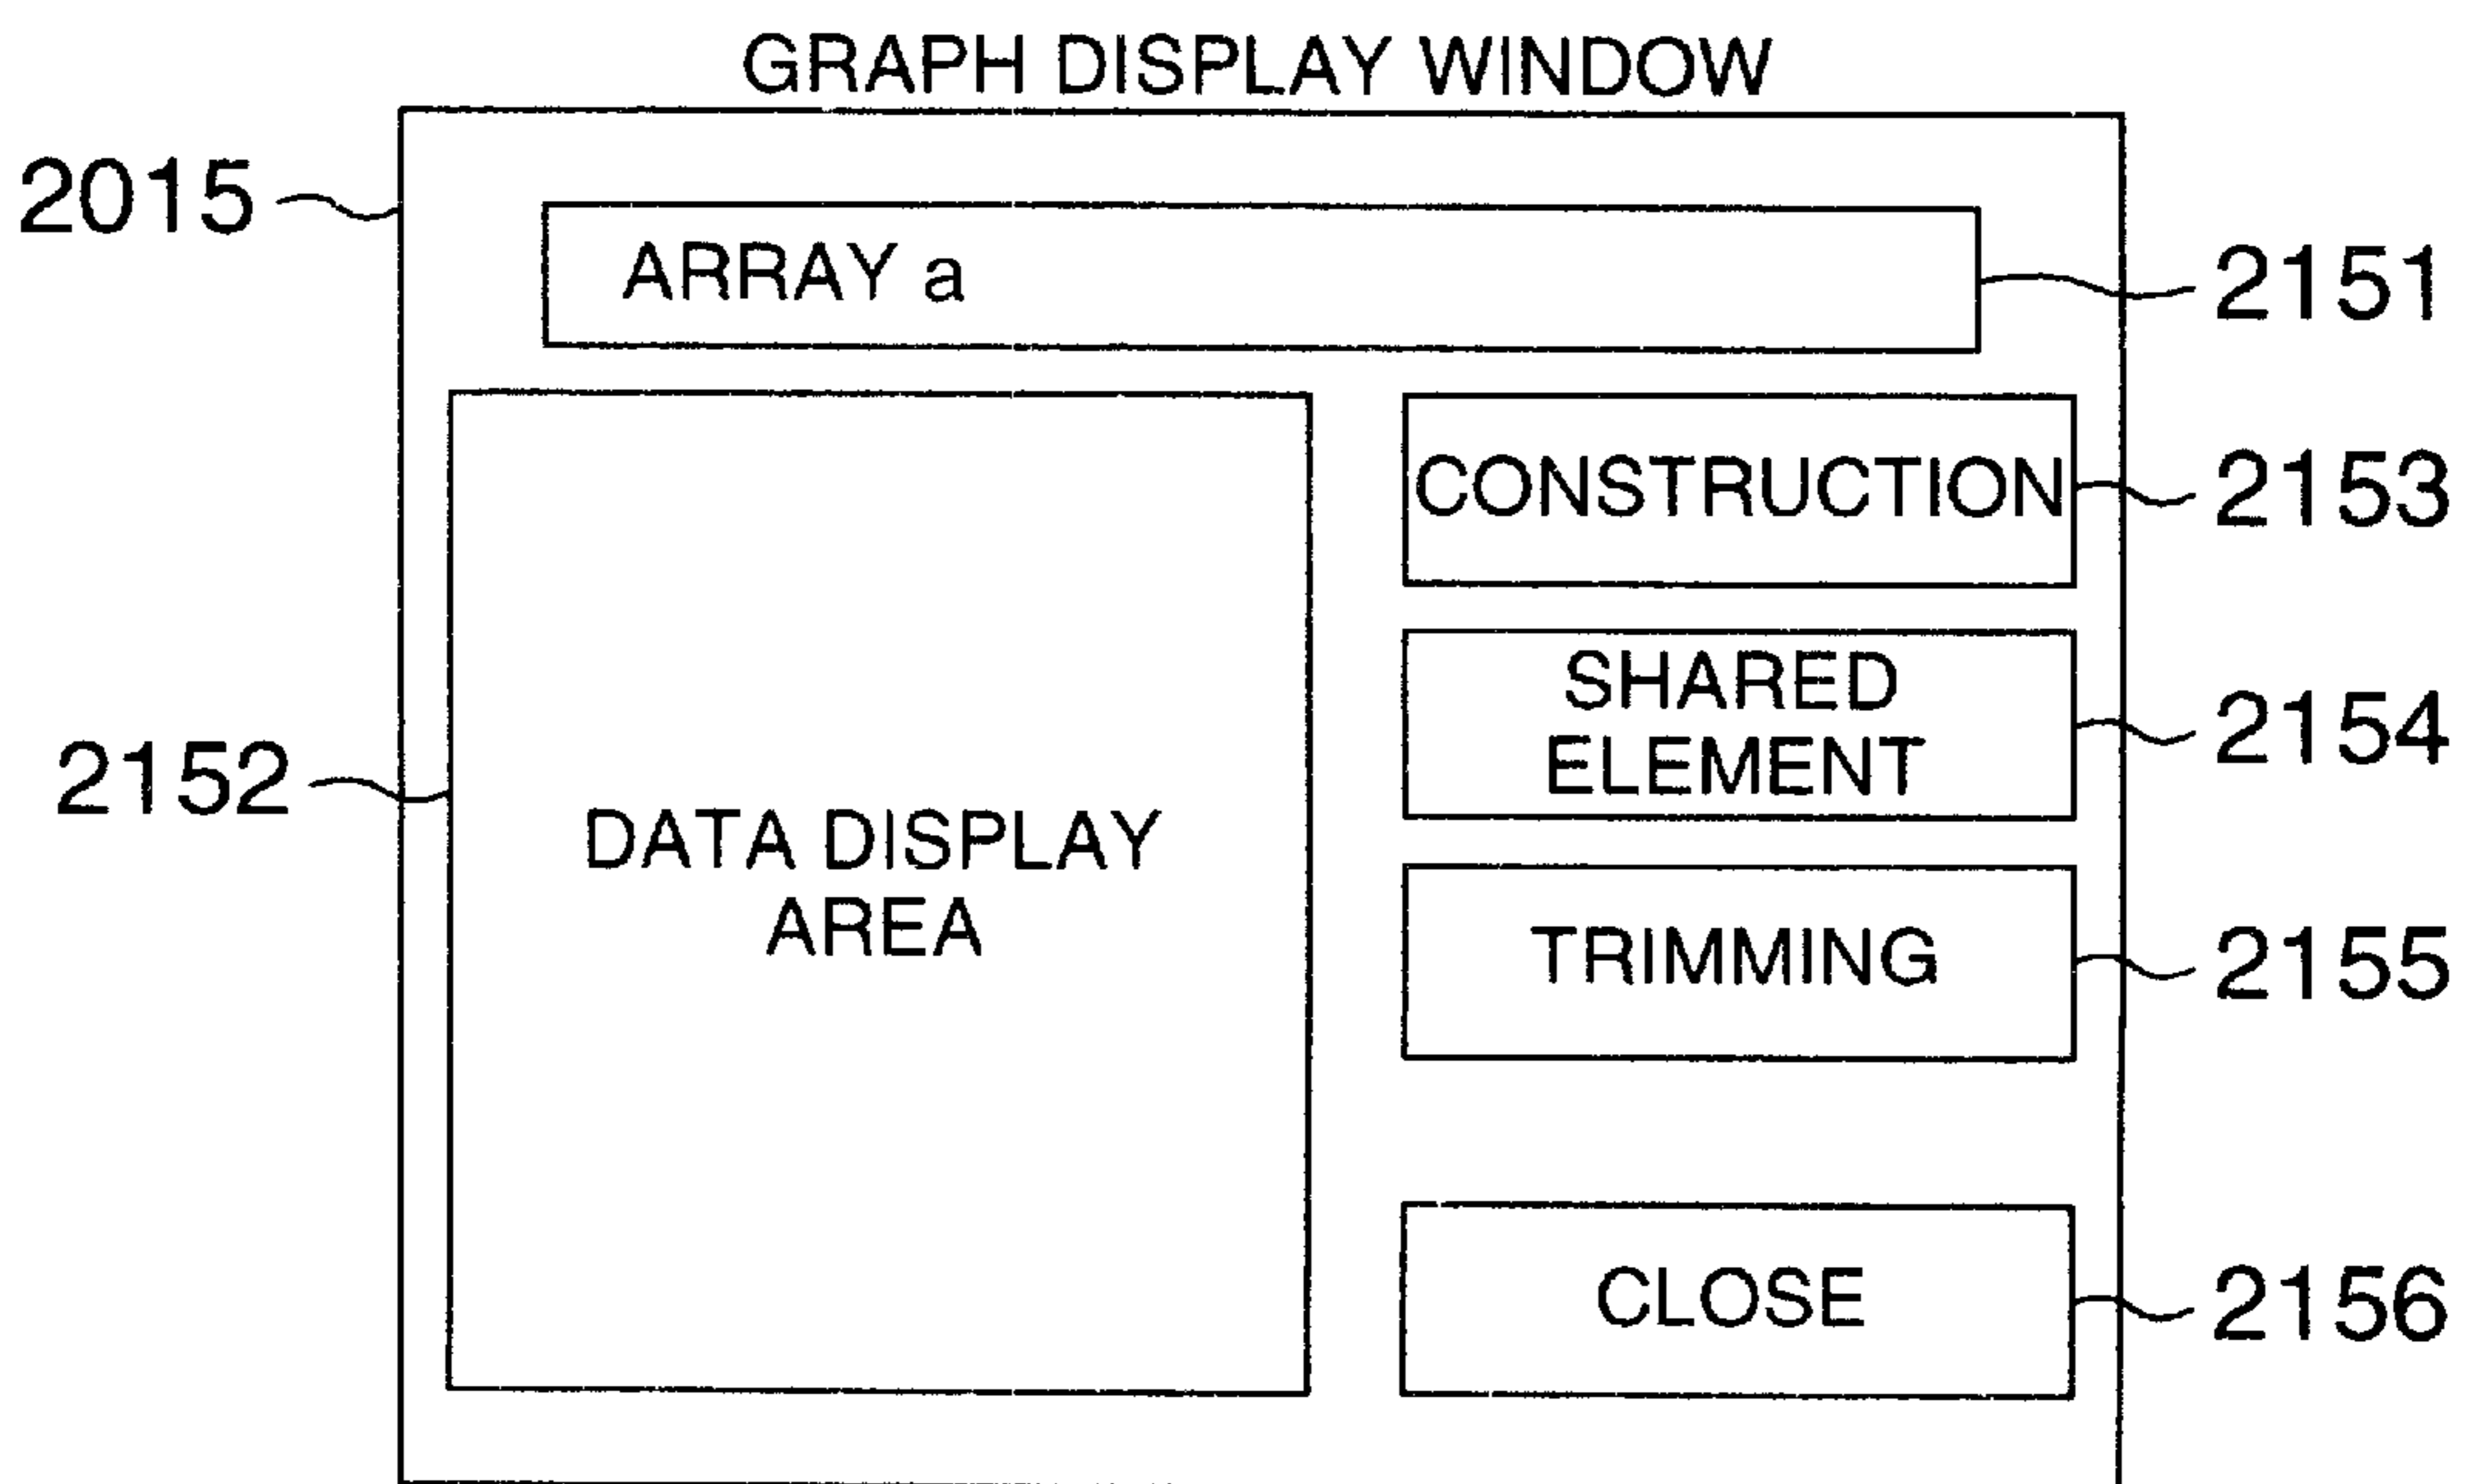 GRAPH DISPLAY WINDOW
2015
ARRAY a
2151
CONSTRUCTION
2153
SHARED
ELEMENT
2154
2152
DATA DISPLAY
AREA
TRIMMING
2155
CLOSE
2156